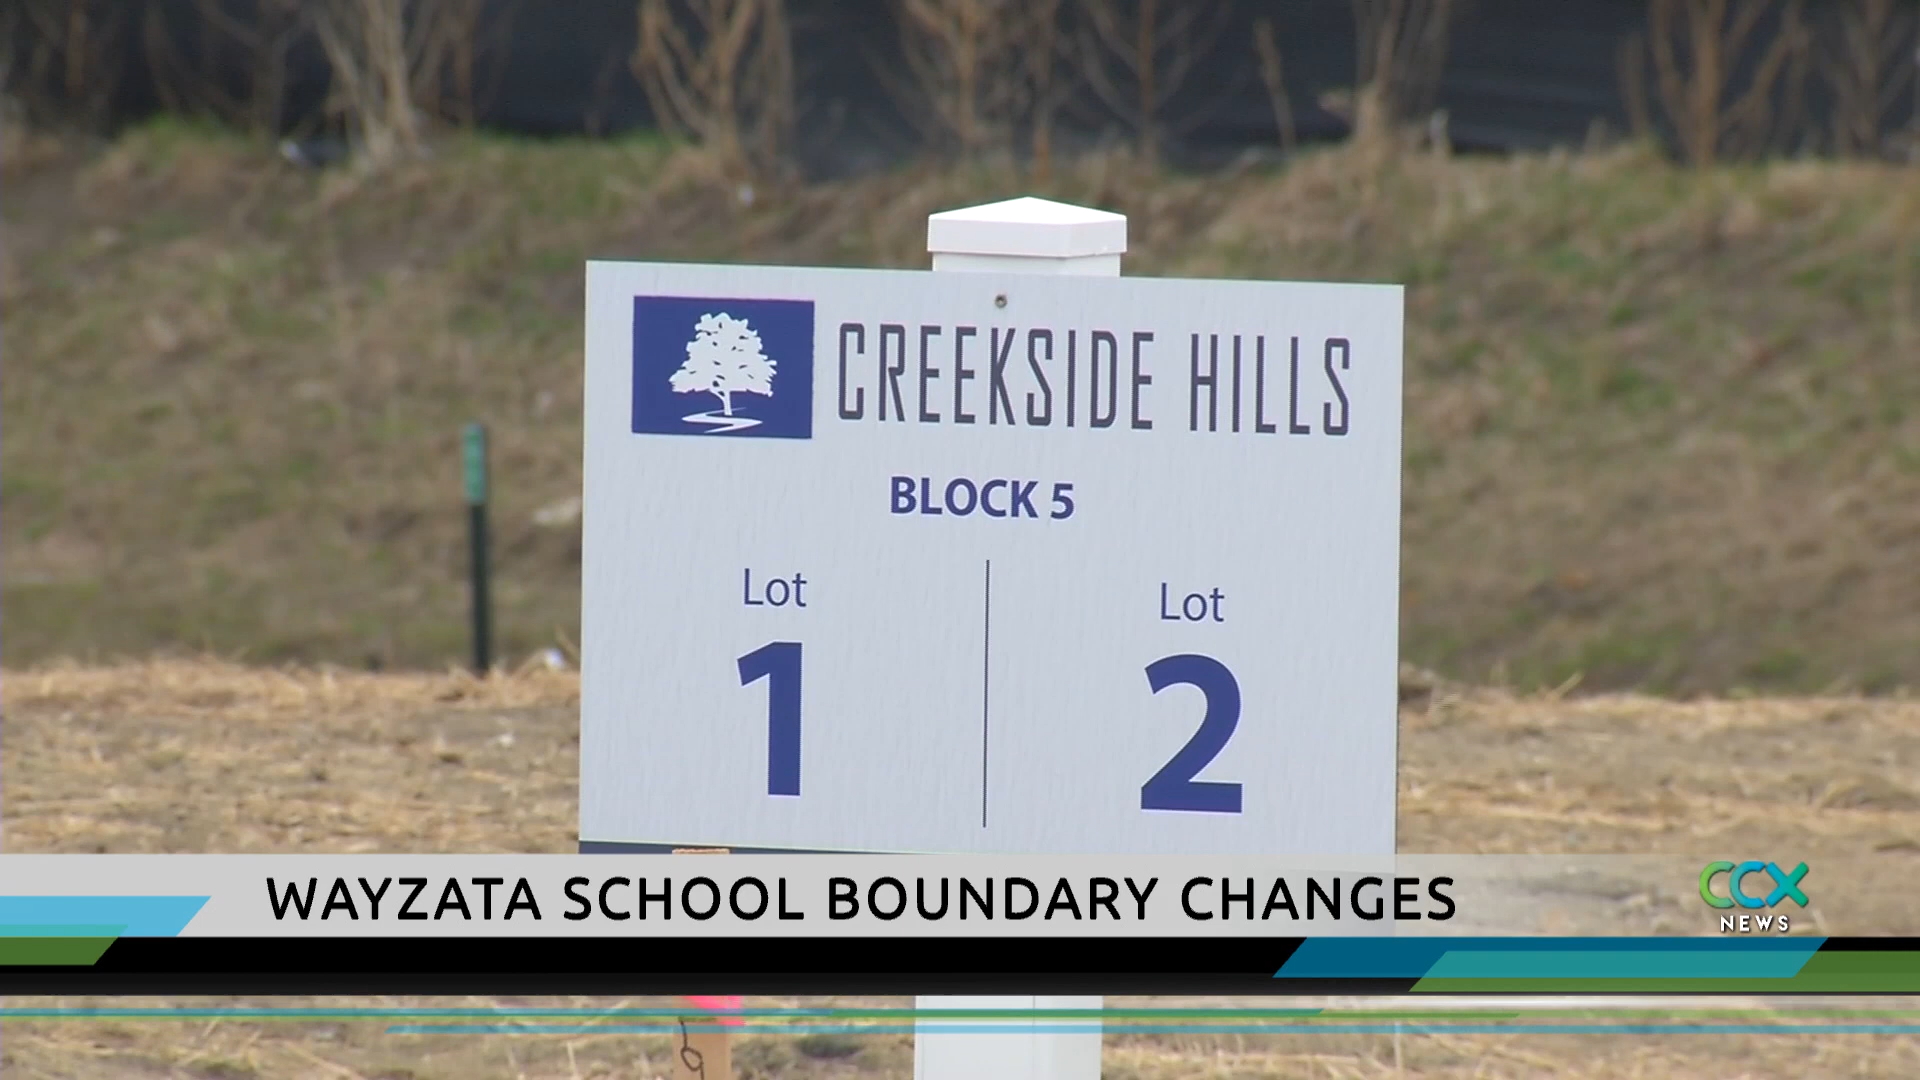 CREEKSIDE HILLS
BLOCK 5
Lot
1
Lot
2
WAYZATA SCHOOL BOUNDARY CHANGES
CCX
NEWS